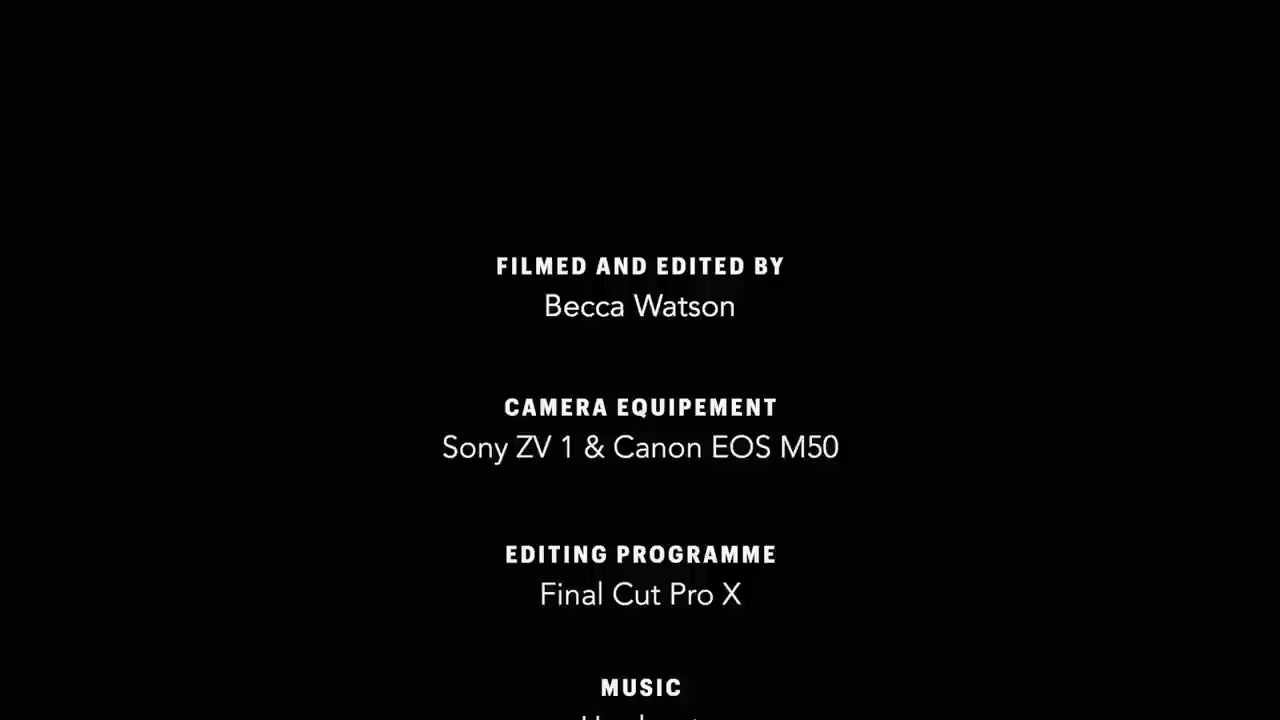 FILMED AND EDITED BY
Becca Watson
CAMERA EQUIPEMENT
Sony ZV 1 & Canon EOS M50
EDITING PROGRAMME
Final Cut Pro X
MUSIC